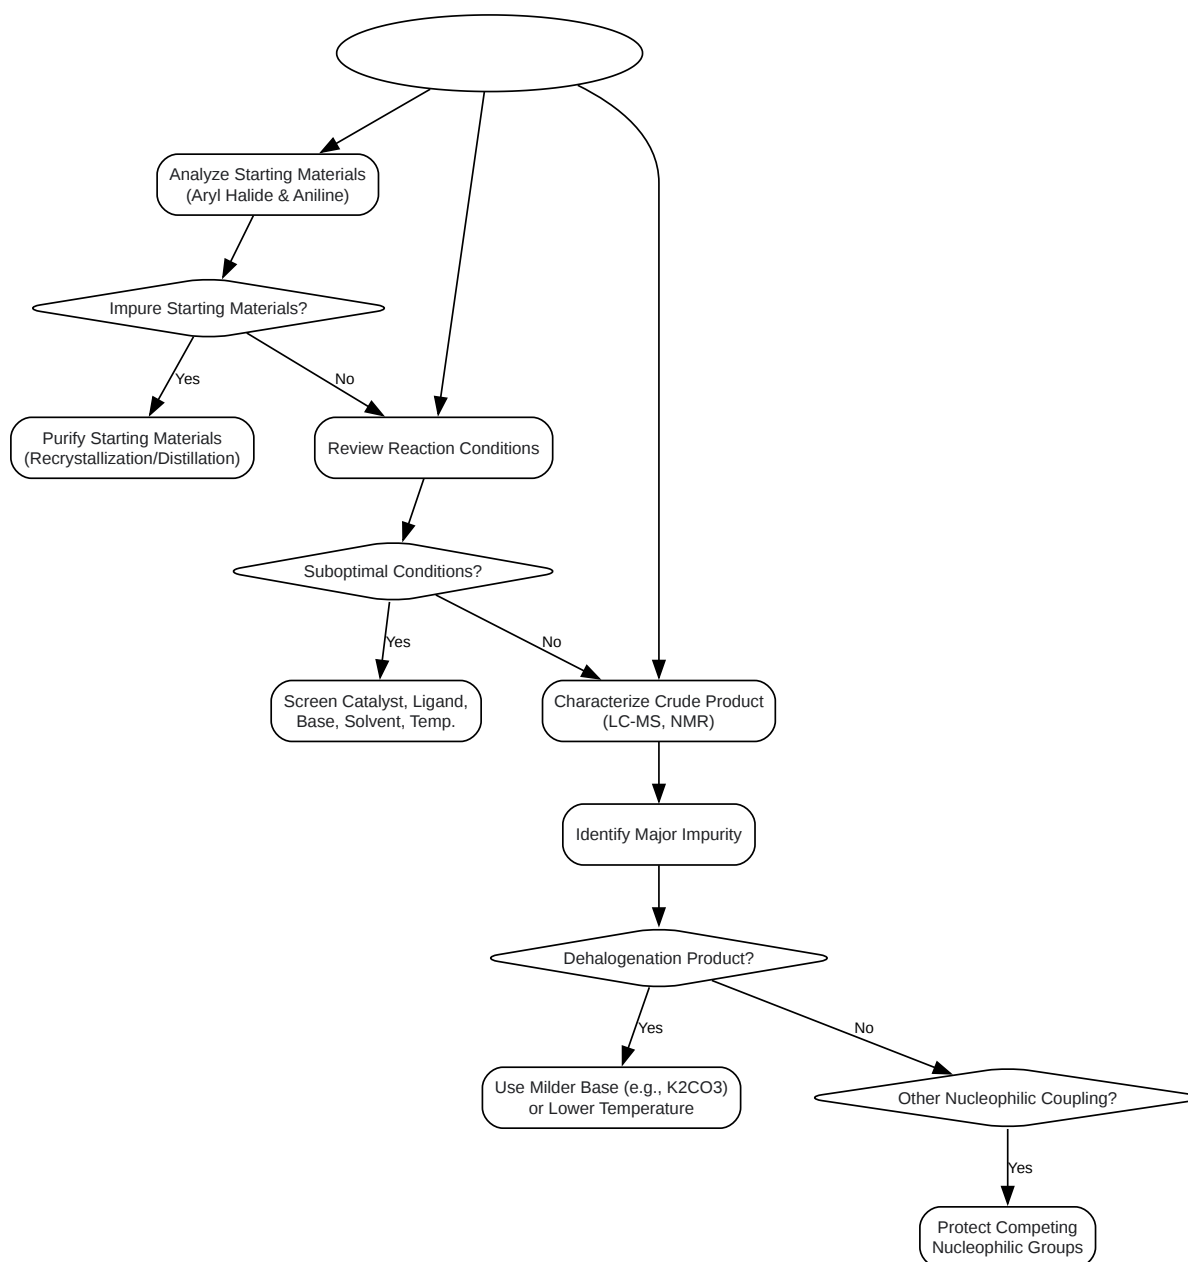 Analyze Starting Materials
(Aryl Halide & Aniline)
Impure Starting Materials?
Yes
No
Purify Starting Materials
(Recrystallization/Distillation)
Review Reaction Conditions
Suboptimal Conditions?
Yes
No
Screen Catalyst, Ligand,
Base, Solvent, Temp.
Characterize Crude Product
(LC-MS, NMR)
Identify Major Impurity
Dehalogenation Product?
Yes
No
Use Milder Base (e.g., K2CO3)
or Lower Temperature
Other Nucleophilic Coupling?
Yes
Protect Competing
Nucleophilic Groups